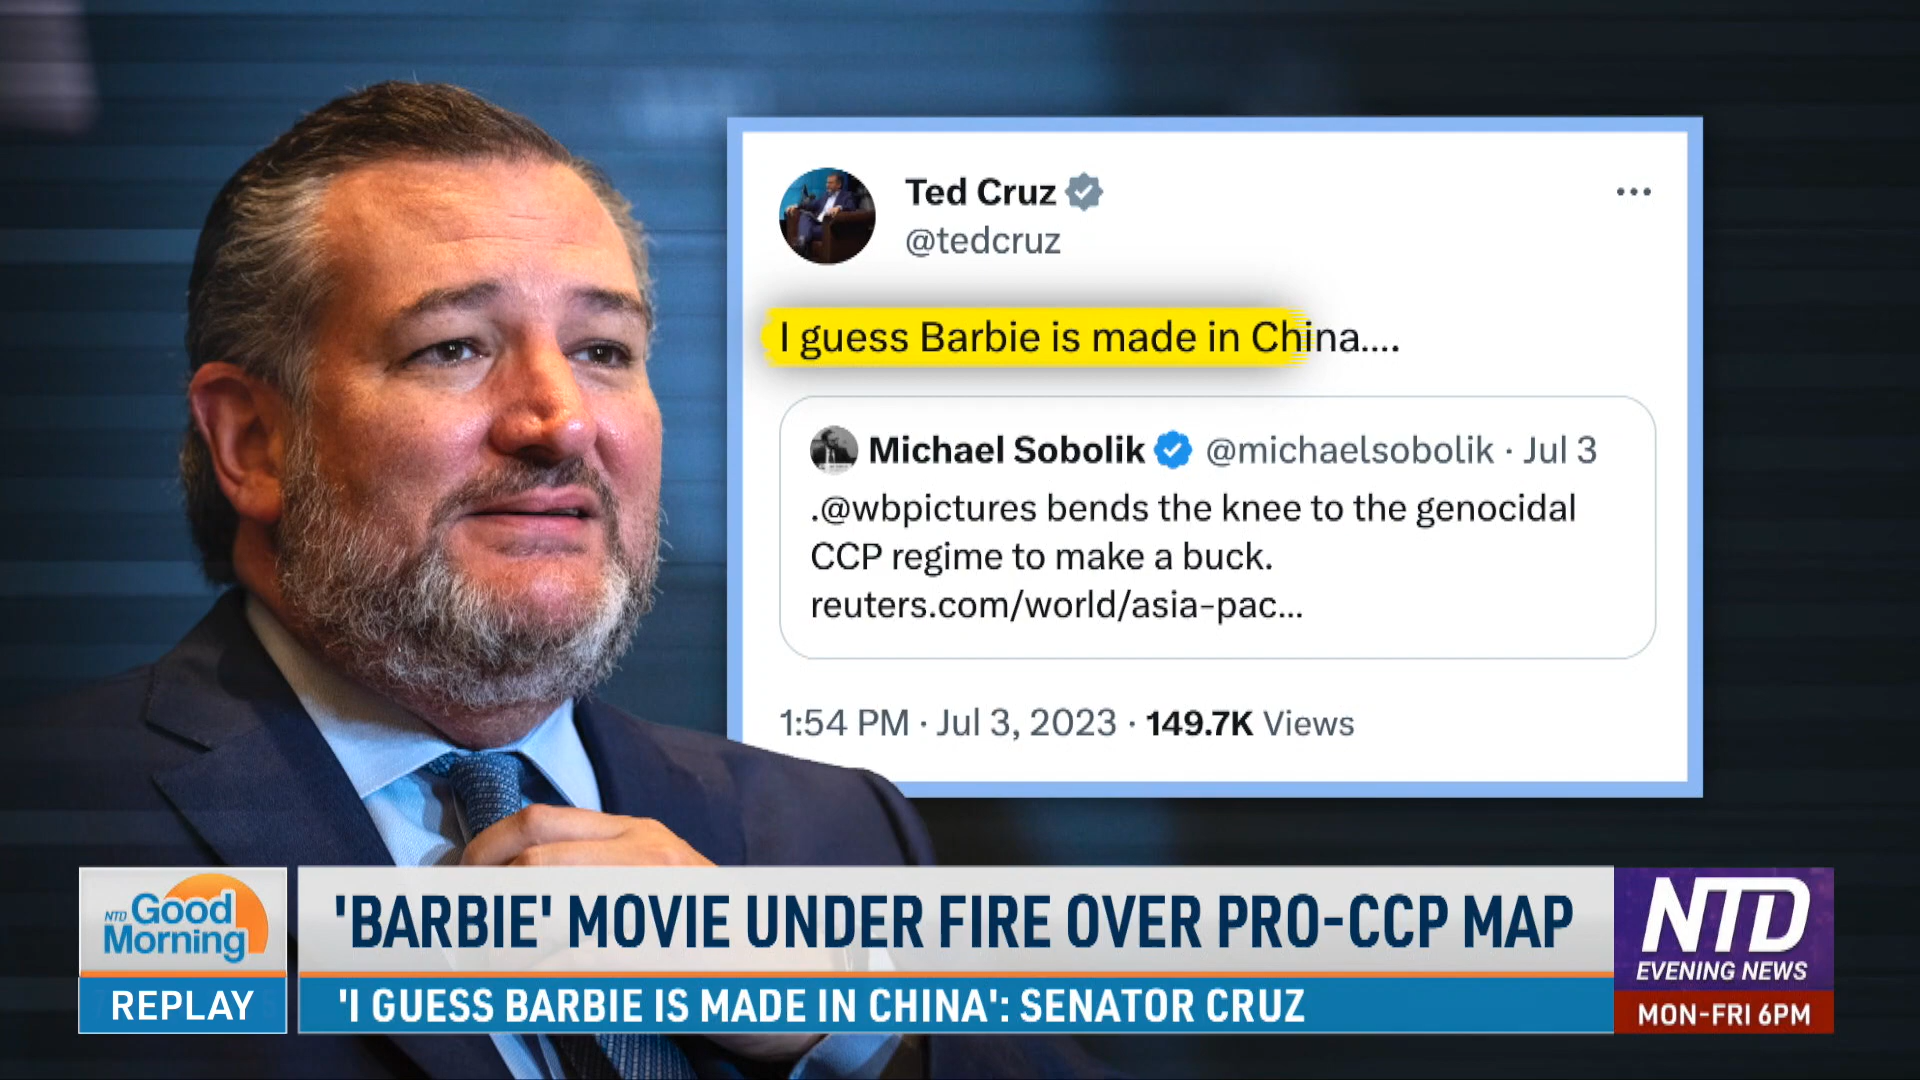 Ted Cruz
@tedcruz
I guess Barbie is made in China....
Michael Sobolik @michaelsobolik · Jul 3
.@wbpictures bends the knee to the genocidal
CCP regime to make a buck.
reuters.com/world/asia-pac...
1:54 PM · Jul 3, 2023 · 149.7K Views
NTD Good
Morning
REPLAY
'BARBIE' MOVIE UNDER FIRE OVER PRO-CCP MAP
'I GUESS BARBIE IS MADE IN CHINA': SENATOR CRUZ
NTD
EVENING NEWS
MON-FRI 6PM